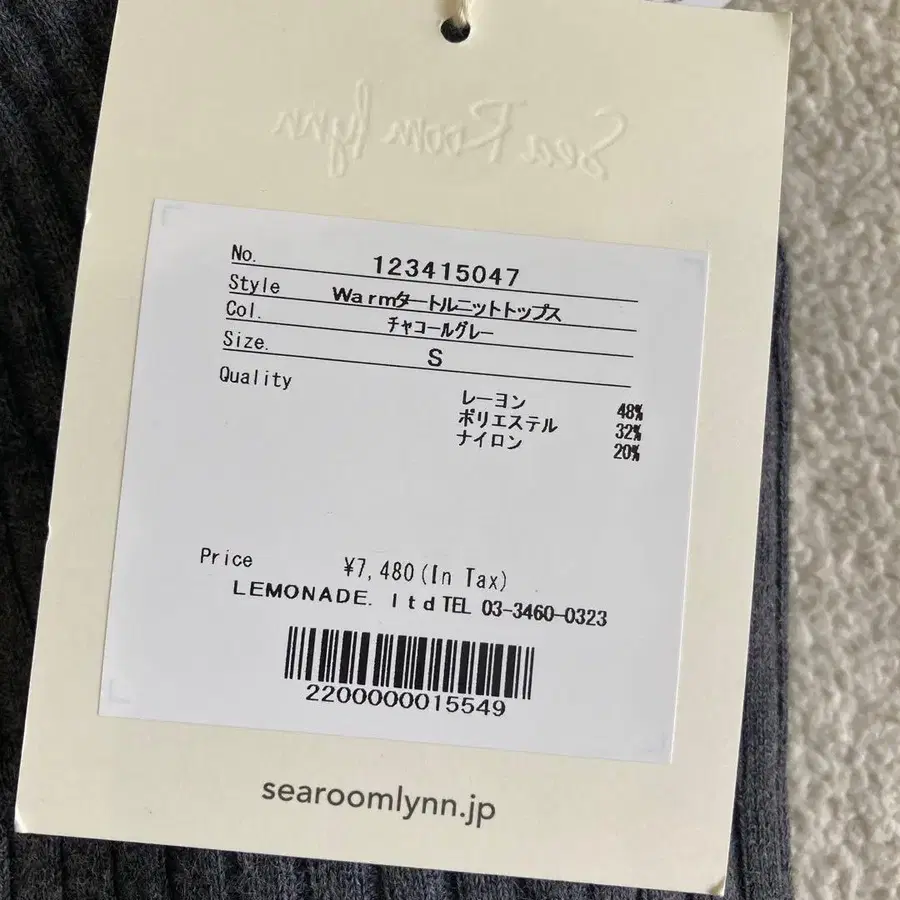 Sea Room lynn
No. 123415047
Style Warmタートルニットトップス
Col. チャコールグレー
Size. S
Quality
レーヨン 48%
ポリエステル 32%
ナイロン 20%
Price ¥7,480(In Tax)
LEMONADE. ltd TEL 03-3460-0323
2200000015549
searoomlynn.jp